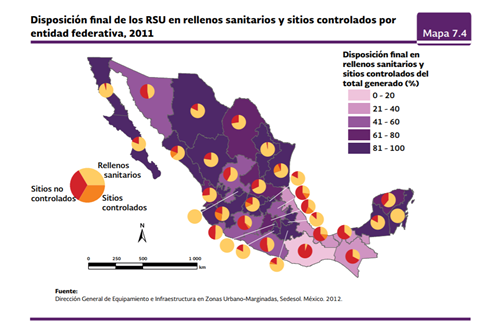 Disposición final de los RSU en rellenos sanitarios y sitios controlados por
entidad federativa, 2011
Mapa 7.4
Disposición final en
rellenos sanitarios y
sitios controlados del
total generado (%)
0 - 20
21 - 40
41 - 60
61 - 80
81 - 100
Rellenos
sanitarios
Sitios no
controlados
Sitios
controlados
N
0 500 1 000
km
Fuente:
Dirección General de Equipamiento e Infraestructura en Zonas Urbano-Marginadas, Sedesol. México. 2012.